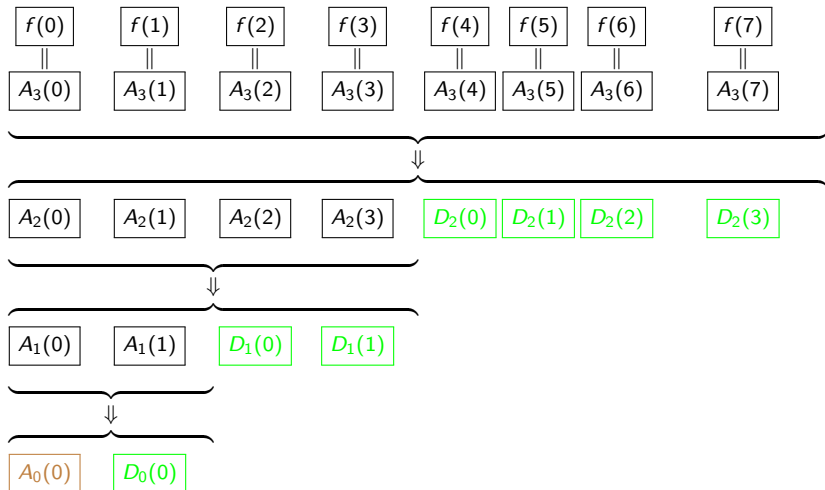 f(0) f(1) f(2) f(3) f(4) f(5) f(6) f(7)
|| || || || || || || ||
A₃(0) A₃(1) A₃(2) A₃(3) A₃(4) A₃(5) A₃(6) A₃(7)
⇓
A₂(0) A₂(1) A₂(2) A₂(3) D₂(0) D₂(1) D₂(2) D₂(3)
⇓
A₁(0) A₁(1) D₁(0) D₁(1)
⇓
A₀(0) D₀(0)